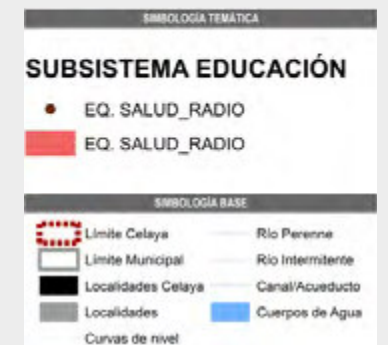 SIMBOLOGÍA TEMÁTICA
SUBSISTEMA EDUCACIÓN
EQ. SALUD_RADIO
EQ. SALUD_RADIO
SIMBOLOGÍA BASE
Límite Celaya
Límite Municipal
Localidades Celaya
Localidades
Curvas de nivel
Río Perenne
Río Intermitente
Canal/Acueducto
Cuerpos de Agua